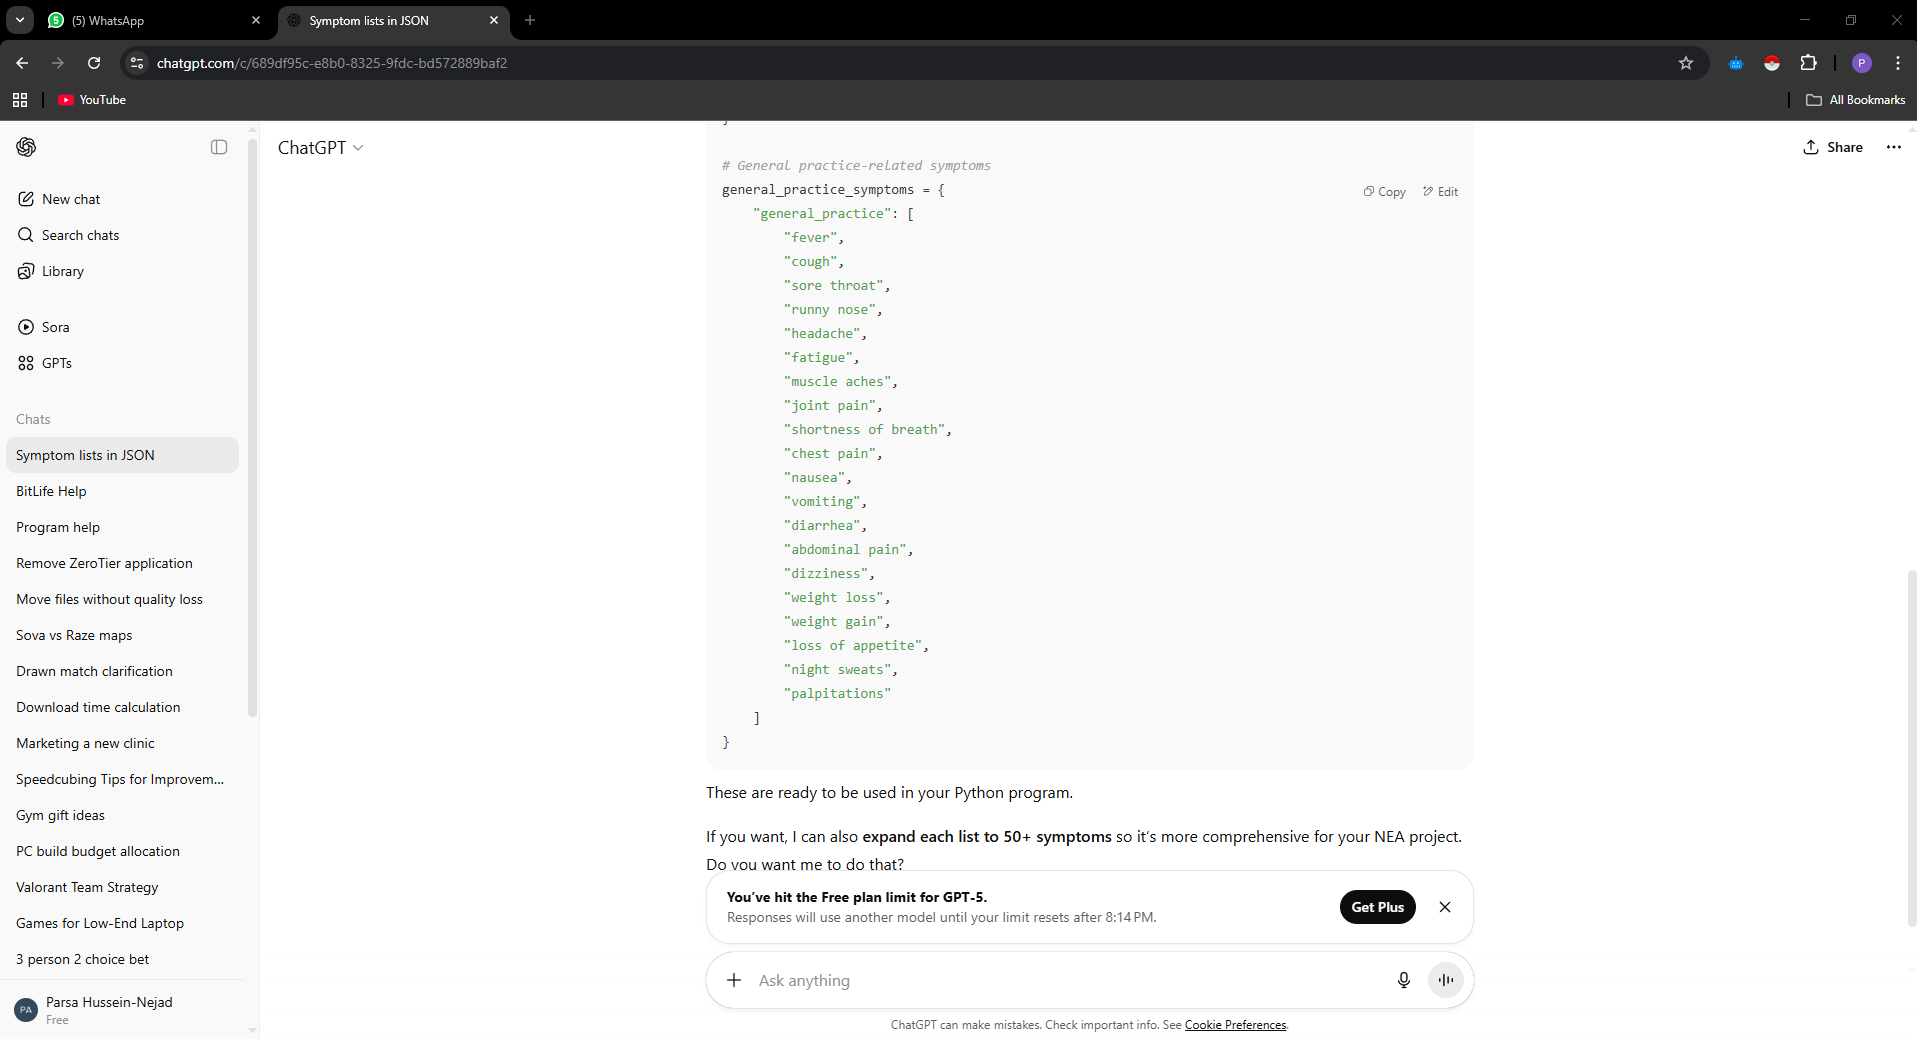 (5) WhatsApp
Symptom lists in JSON
chatgpt.com/c/689df95c-e8b0-8325-9fdc-bd572889baf2
P
YouTube
All Bookmarks
New chat
Search chats
Library
Sora
GPTs
Chats
Symptom lists in JSON
BitLife Help
Program help
Remove ZeroTier application
Move files without quality loss
Sova vs Raze maps
Drawn match clarification
Download time calculation
Marketing a new clinic
Speedcubing Tips for Improvem...
Gym gift ideas
PC build budget allocation
Valorant Team Strategy
Games for Low-End Laptop
3 person 2 choice bet
PA
Parsa Hussein-Nejad
Free
ChatGPT
Share
}
# General practice-related symptoms
general_practice_symptoms = {
Copy
Edit
"general_practice": [
"fever",
"cough",
"sore throat",
"runny nose",
"headache",
"fatigue",
"muscle aches",
"joint pain",
"shortness of breath",
"chest pain",
"nausea",
"vomiting",
"diarrhea",
"abdominal pain",
"dizziness",
"weight loss",
"weight gain",
"loss of appetite",
"night sweats",
"palpitations"
]
}
These are ready to be used in your Python program.
If you want, I can also expand each list to 50+ symptoms so it's more comprehensive for your NEA project.
Do you want me to do that?
You've hit the Free plan limit for GPT-5.
Responses will use another model until your limit resets after 8:14 PM.
Get Plus
Ask anything
ChatGPT can make mistakes. Check important info. See Cookie Preferences.